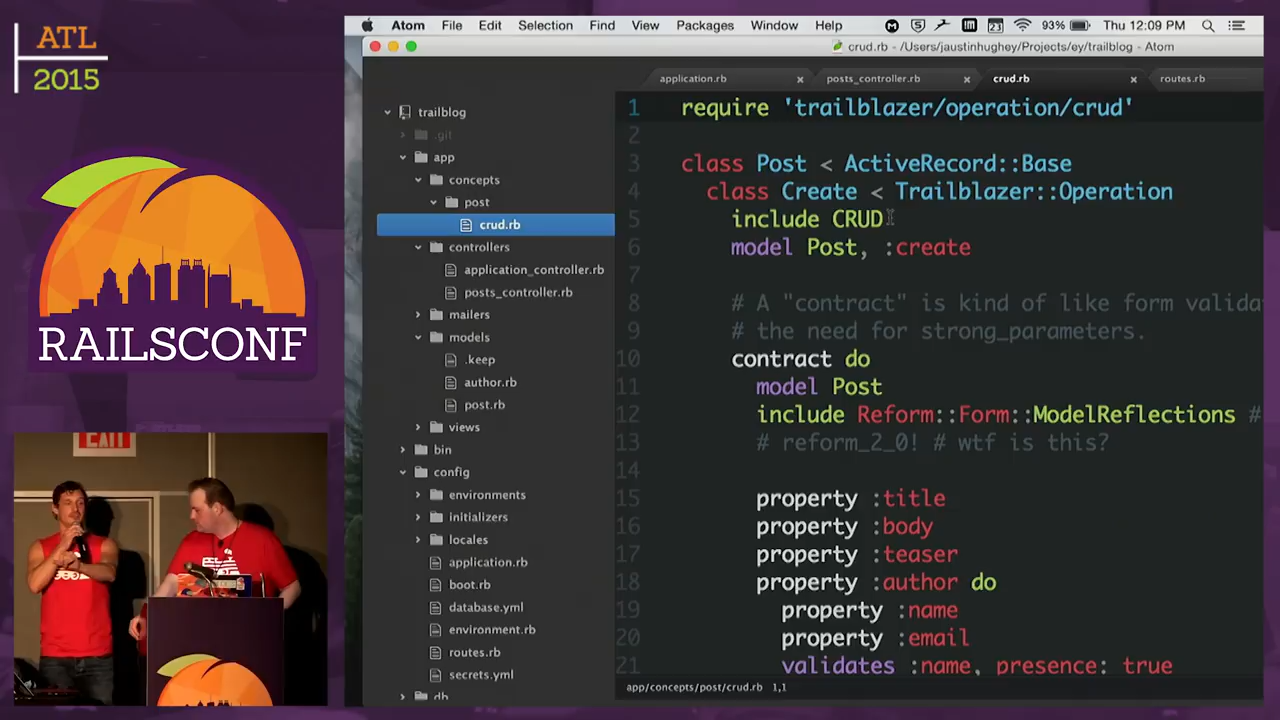 ATL
2015
RAILSCONF
EXIT
Atom File Edit Selection Find View Packages Window Help 93% Thu 12:09 PM
crud.rb - /Users/jaustinhughey/Projects/ey/trailblog - Atom
application.rb posts_controller.rb crud.rb routes.rb
trailblog
.git
app
concepts
post
crud.rb
controllers
application_controller.rb
posts_controller.rb
mailers
models
.keep
author.rb
post.rb
views
bin
config
environments
initializers
locales
application.rb
boot.rb
database.yml
environment.rb
routes.rb
secrets.yml
db
1 require 'trailblazer/operation/crud'
2
3 class Post < ActiveRecord::Base
4 class Create < Trailblazer::Operation
5 include CRUD
6 model Post, :create
7
8 # A "contract" is kind of like form valida
9 # the need for strong_parameters.
10 contract do
11 model Post
12 include Reform::Form::ModelReflections #
13 # reform_2_0! # wtf is this?
14
15 property :title
16 property :body
17 property :teaser
18 property :author do
19 property :name
20 property :email
21 validates :name, presence: true
app/concepts/post/crud.rb 1,1